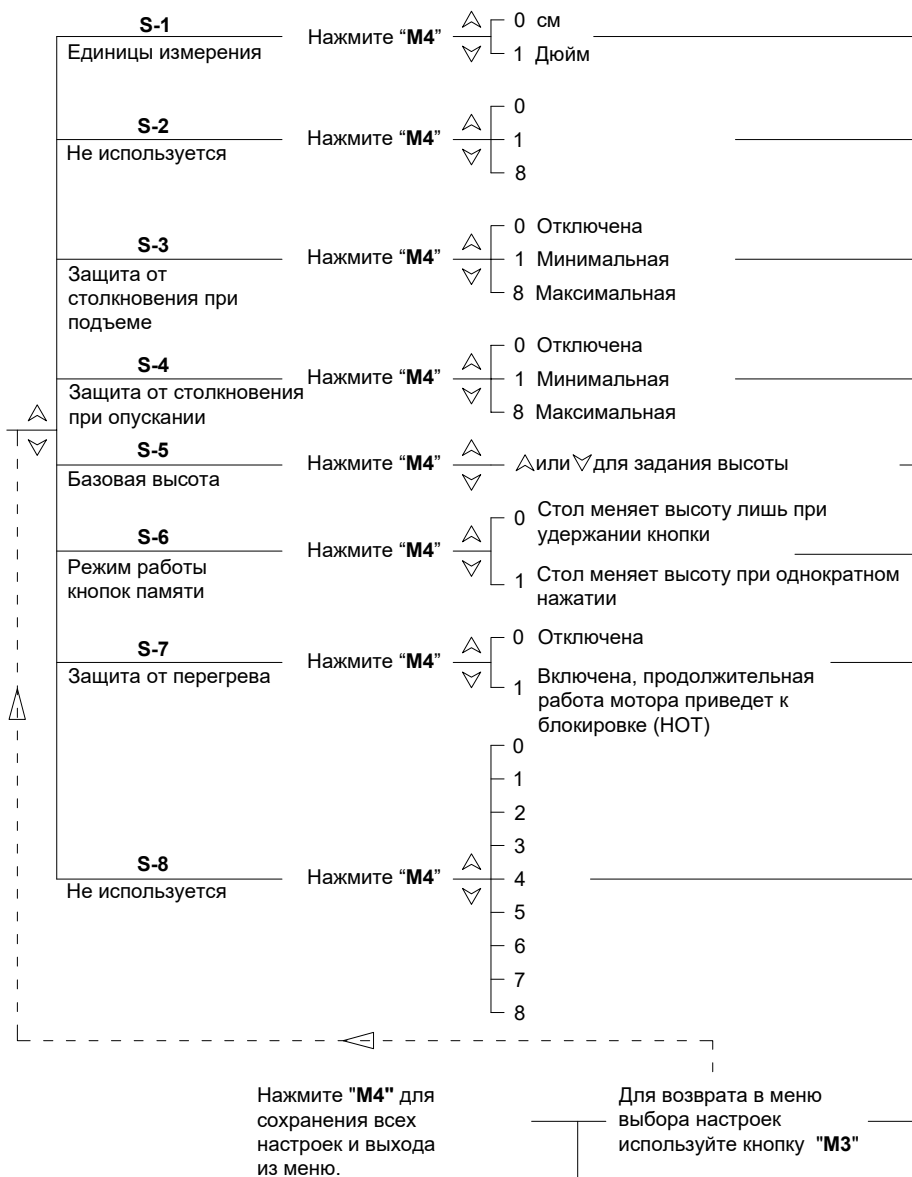 S-1
Единицы измерения
Нажмите “M4”
0 см
1 Дюйм
S-2
Не используется
Нажмите “M4”
0
1
8
S-3
Защита от
столкновения при
подъеме
Нажмите “M4”
0 Отключена
1 Минимальная
8 Максимальная
S-4
Защита от столкновения
при опускании
Нажмите “M4”
0 Отключена
1 Минимальная
8 Максимальная
S-5
Базовая высота
Нажмите “M4”
или для задания высоты
S-6
Режим работы
кнопок памяти
Нажмите “M4”
0 Стол меняет высоту лишь при
удержании кнопки
1 Стол меняет высоту при однократном
нажатии
S-7
Защита от перегрева
Нажмите “M4”
0 Отключена
1 Включена, продолжительная
работа мотора приведет к
блокировке (HOT)
S-8
Не используется
Нажмите “M4”
0
1
2
3
4
5
6
7
8
Нажмите "M4" для
сохранения всех
настроек и выхода
из меню.
Для возврата в меню
выбора настроек
используйте кнопку "M3"